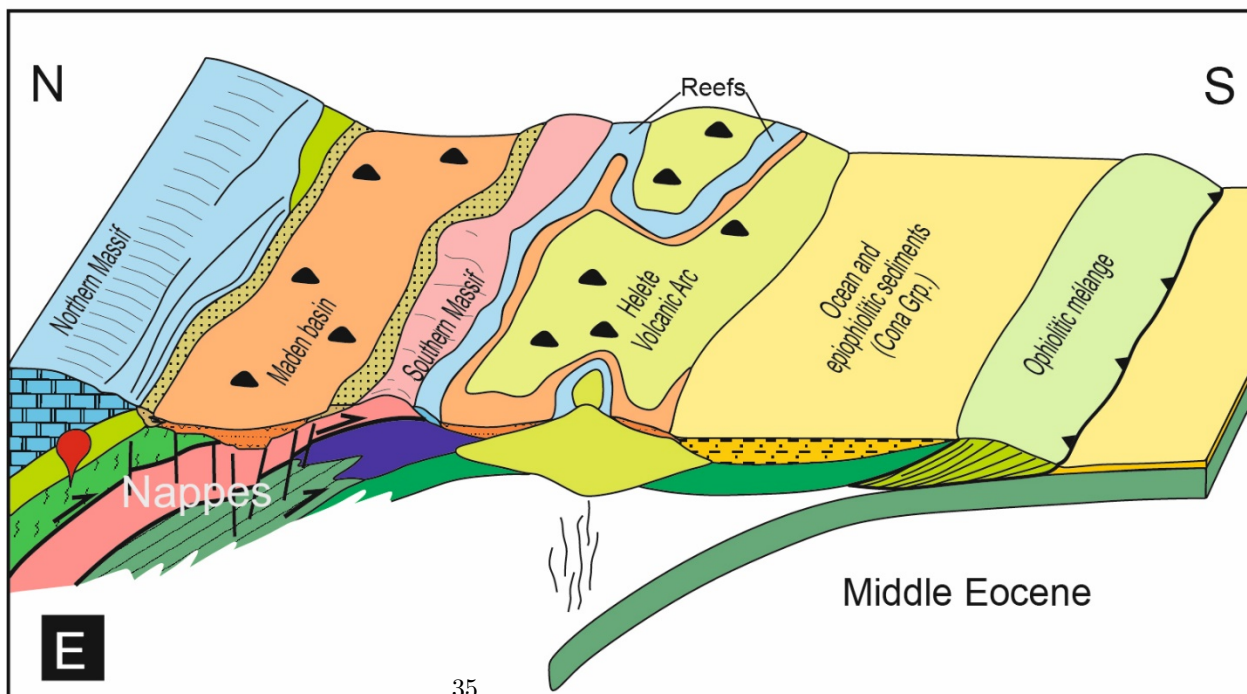 N
S
Reefs
Northern Massif
Maden basin
Southern Massif
Helete
Volcanic Arc
Ocean and
epiophiolitic sediments
(Cona Grp.)
Ophiolitic mélange
Nappes
Middle Eocene
E
35